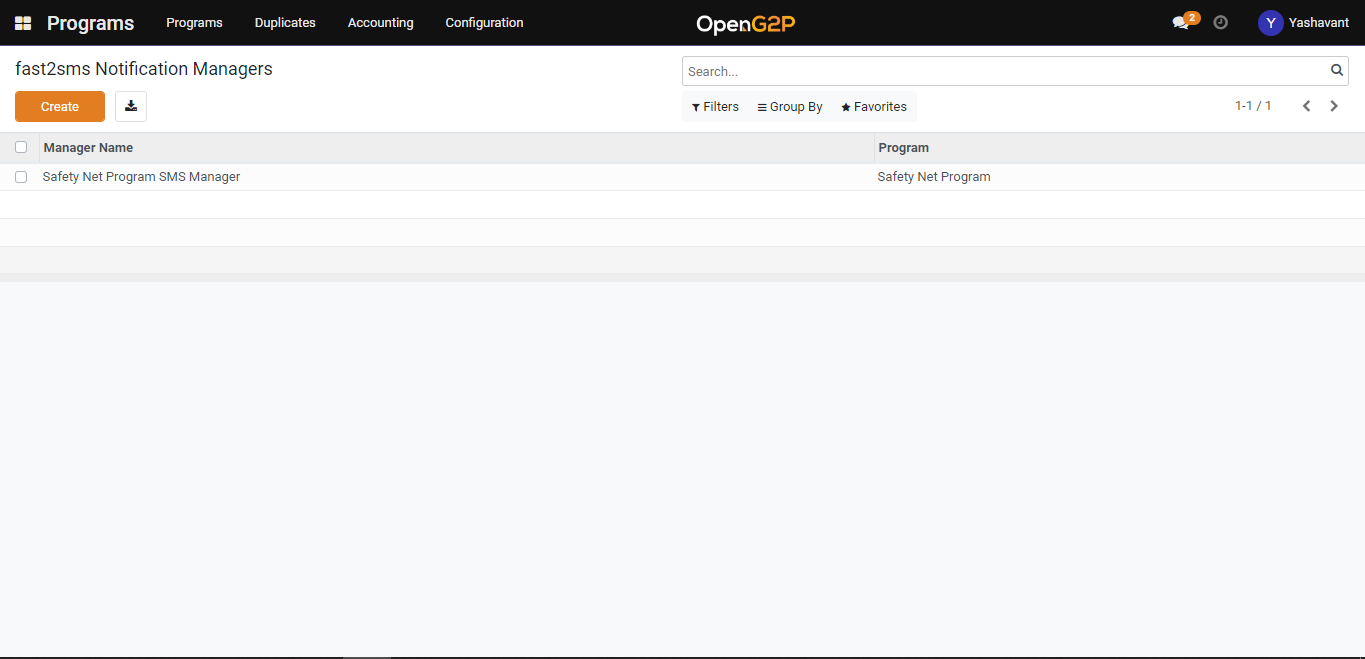 Programs Programs Duplicates Accounting Configuration OpenG2P 2 Y Yashavant
fast2sms Notification Managers
Search...
Create
Filters Group By Favorites 1-1 / 1
Manager Name Program
Safety Net Program SMS Manager Safety Net Program